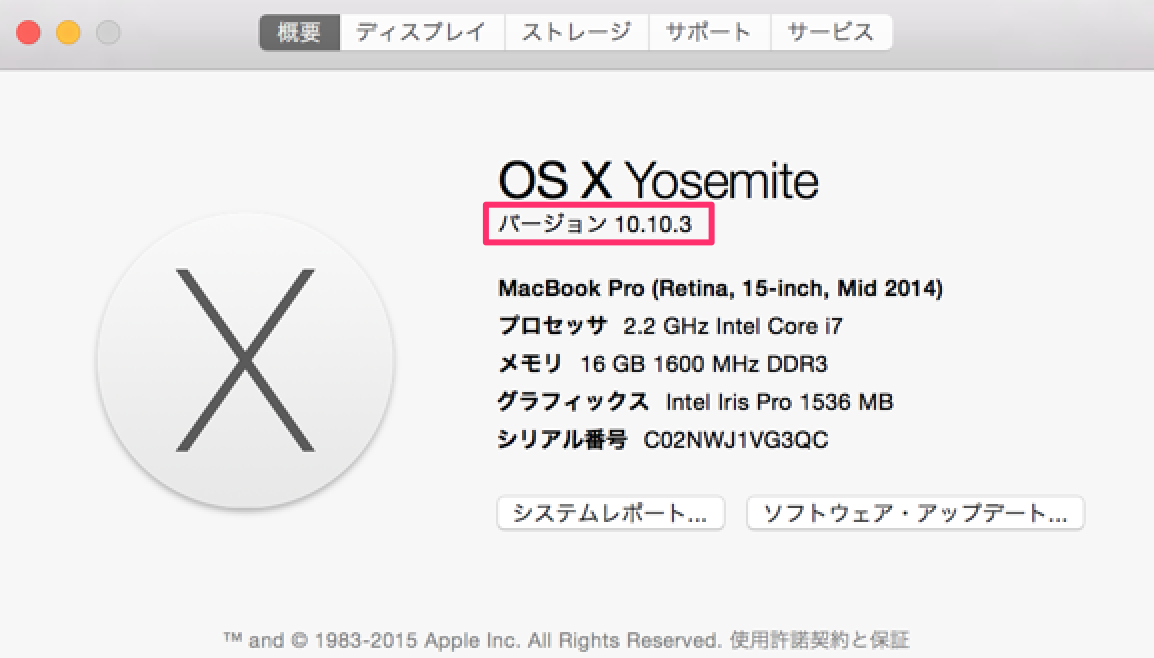 概要 ディスプレイ ストレージ サポート サービス
OS X Yosemite
バージョン 10.10.3
MacBook Pro (Retina, 15-inch, Mid 2014)
プロセッサ 2.2 GHz Intel Core i7
メモリ 16 GB 1600 MHz DDR3
グラフィックス Intel Iris Pro 1536 MB
シリアル番号 C02NWJ1VG3QC
システムレポート... ソフトウェア・アップデート...
™ and © 1983-2015 Apple Inc. All Rights Reserved. 使用許諾契約と保証